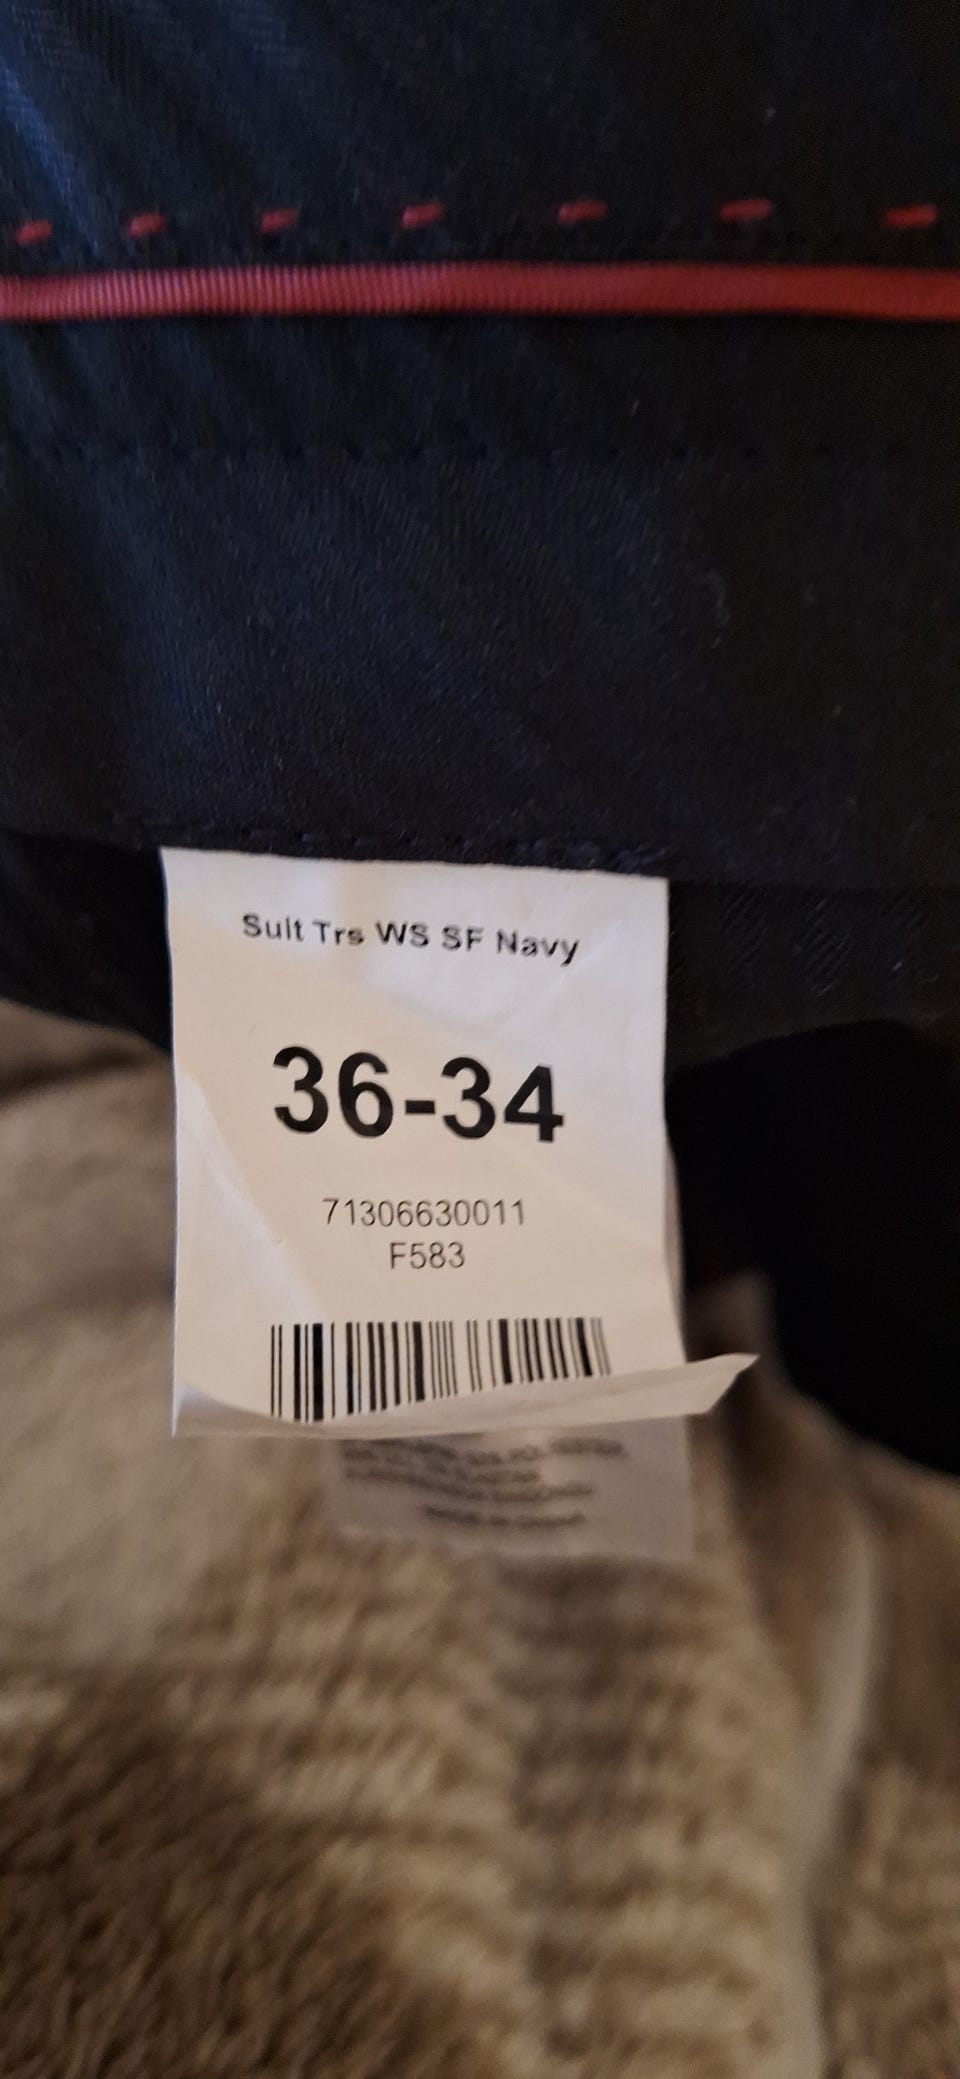 Suit Trs WS SF Navy
36-34
71306630011
F583